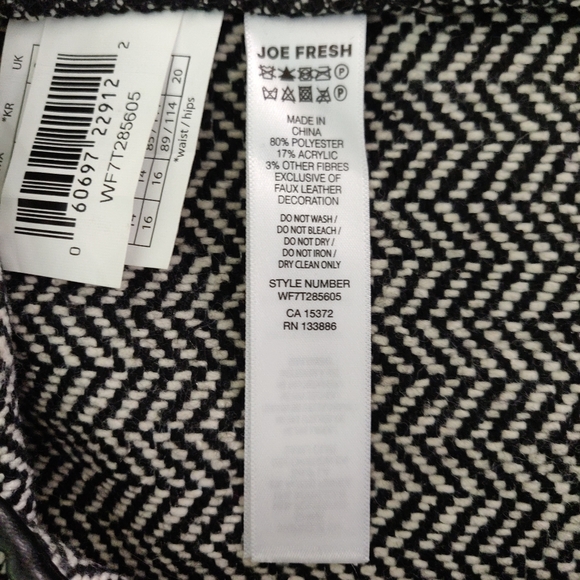 UK
*KR
20
89 / 114
16
16
14
*waist / hips
0 60697 22912 2
WF7T285605
JOE FRESH
MADE IN
CHINA
80% POLYESTER
17% ACRYLIC
3% OTHER FIBRES
EXCLUSIVE OF
FAUX LEATHER
DECORATION
DO NOT WASH /
DO NOT BLEACH /
DO NOT DRY /
DO NOT IRON /
DRY CLEAN ONLY
STYLE NUMBER
WF7T285605
CA 15372
RN 133886